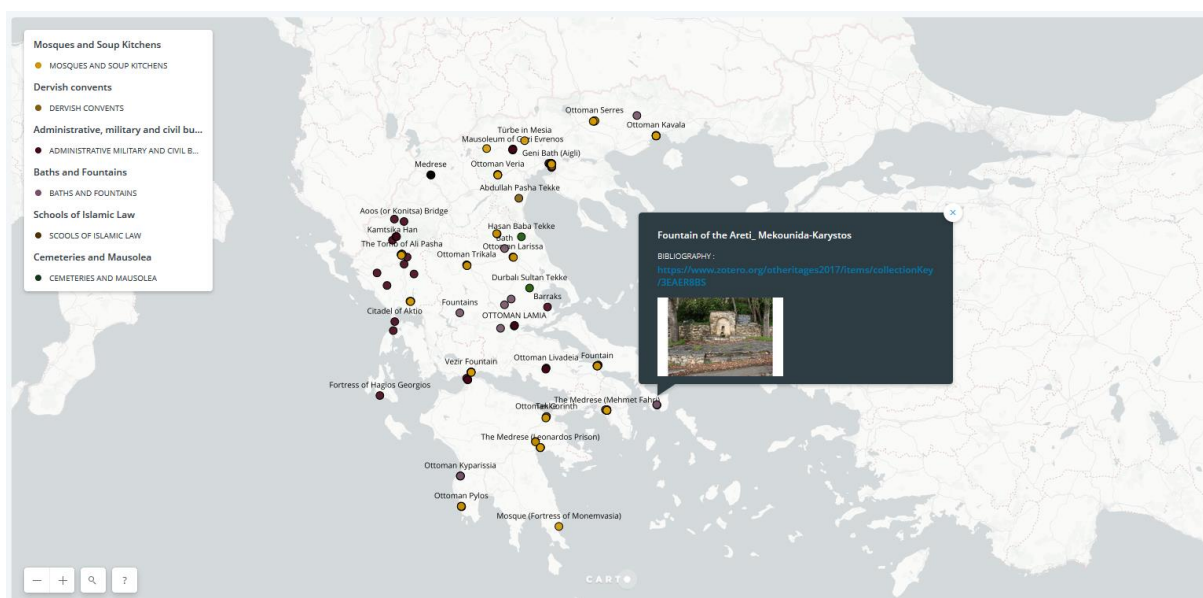 Mosques and Soup Kitchens
MOSQUES AND SOUP KITCHENS
Dervish convents
DERVISH CONVENTS
Administrative, military and civil bu...
ADMINISTRATIVE MILITARY AND CIVIL B...
Baths and Fountains
BATHS AND FOUNTAINS
Schools of Islamic Law
SCOOLS OF ISLAMIC LAW
Cemeteries and Mausolea
CEMETERIES AND MAUSOLEA
Ottoman Serres
Ottoman Kavala
Türbe in Mesia
Mausoleum of Gazi Evrenos
Geni Bath (Aigli)
Medrese
Ottoman Veria
Abdullah Pasha Tekke
Aoos (or Konitsa) Bridge
Kamtsika Han
Hasan Baba Tekke
Bath
The Tomb of Ali Pasha
Ottoman Larissa
Ottoman Trikala
Durbalı Sultan Tekke
Barraks
Fountains
Citadel of Aktio
OTTOMAN LAMIA
Vezir Fountain
Ottoman Livadeia
Fountain
Fortress of Hagios Georgios
The Medrese (Mehmet Fahri)
Ottoman Corinth
Tekke
The Medrese (Leonardos Prison)
Ottoman Kyparissia
Ottoman Pylos
Mosque (Fortress of Monemvasia)
×
Fountain of the Areti_ Mekounida-Karystos
BIBLIOGRAPHY :
https://www.zotero.org/otheritages2017/items/collectionKey
/3EAER8BS
− + ?
CARTO